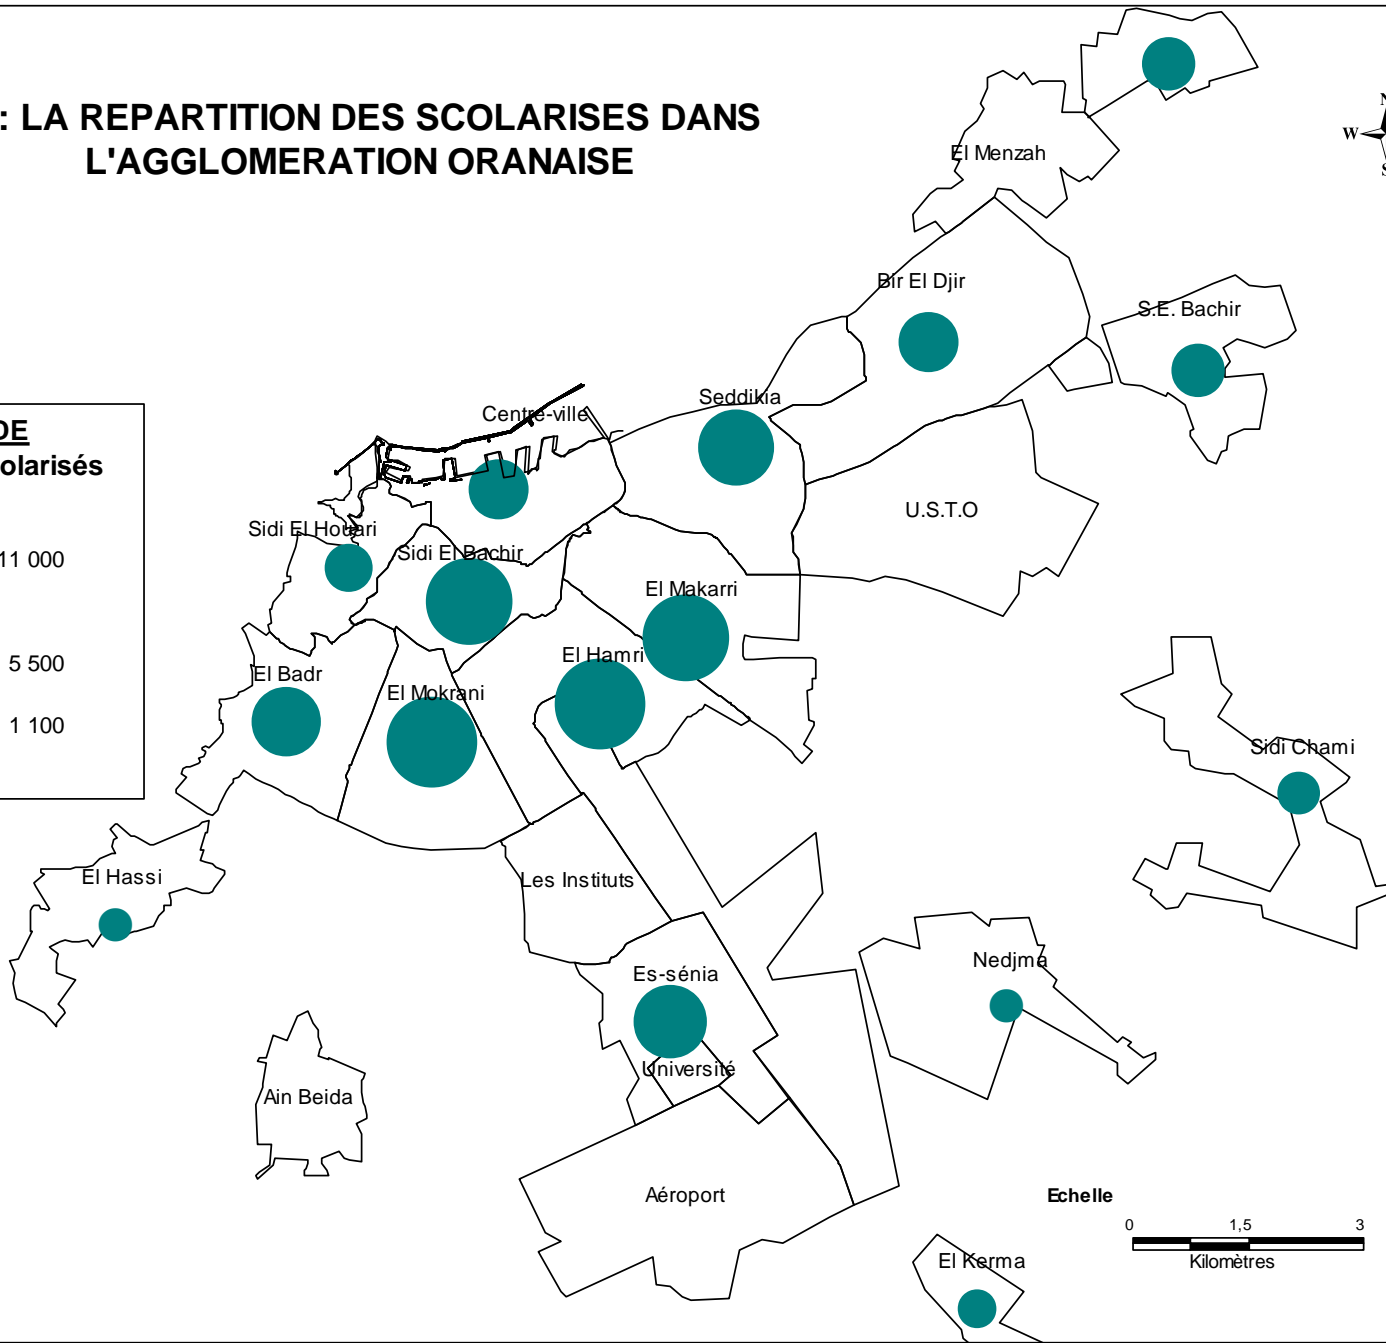 : LA REPARTITION DES SCOLARISES DANS
L'AGGLOMERATION ORANAISE
N
W
S
El Menzah
Bir El Djir
S.E. Bachir
Seddikia
Centre-ville
DE
olarisés
11 000
5 500
1 100
U.S.T.O
Sidi El Houari
Sidi El Bachir
El Makarri
El Hamri
El Badr
El Mokrani
Sidi Chami
El Hassi
Les Instituts
Nedjma
Es-sénia
Université
Ain Beida
Aéroport
Echelle
0 1,5 3
Kilomètres
El Kerma